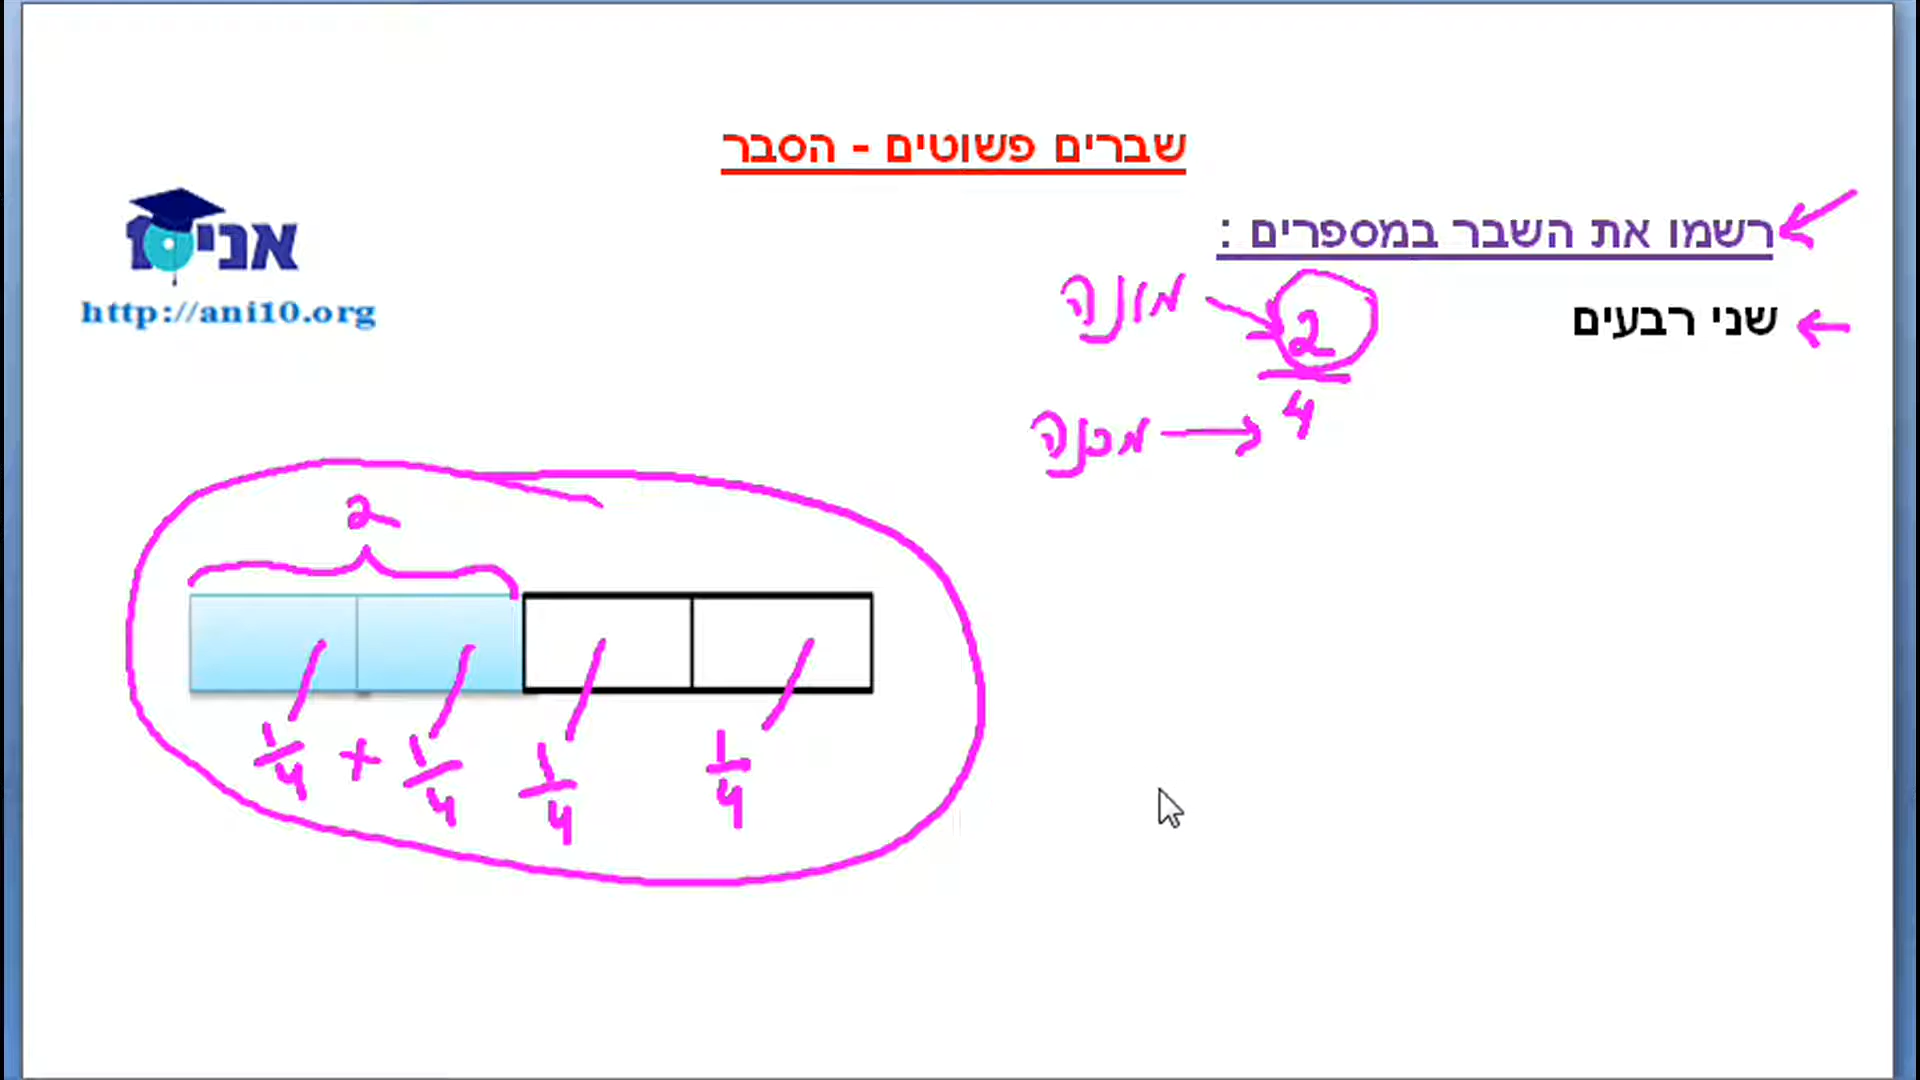 שברים פשוטים - הסבר
רשמו את השבר במספרים :
שני רבעים
2/4
מונה
מכנה
אני10
http://ani10.org
2
1/4 + 1/4 1/4 1/4